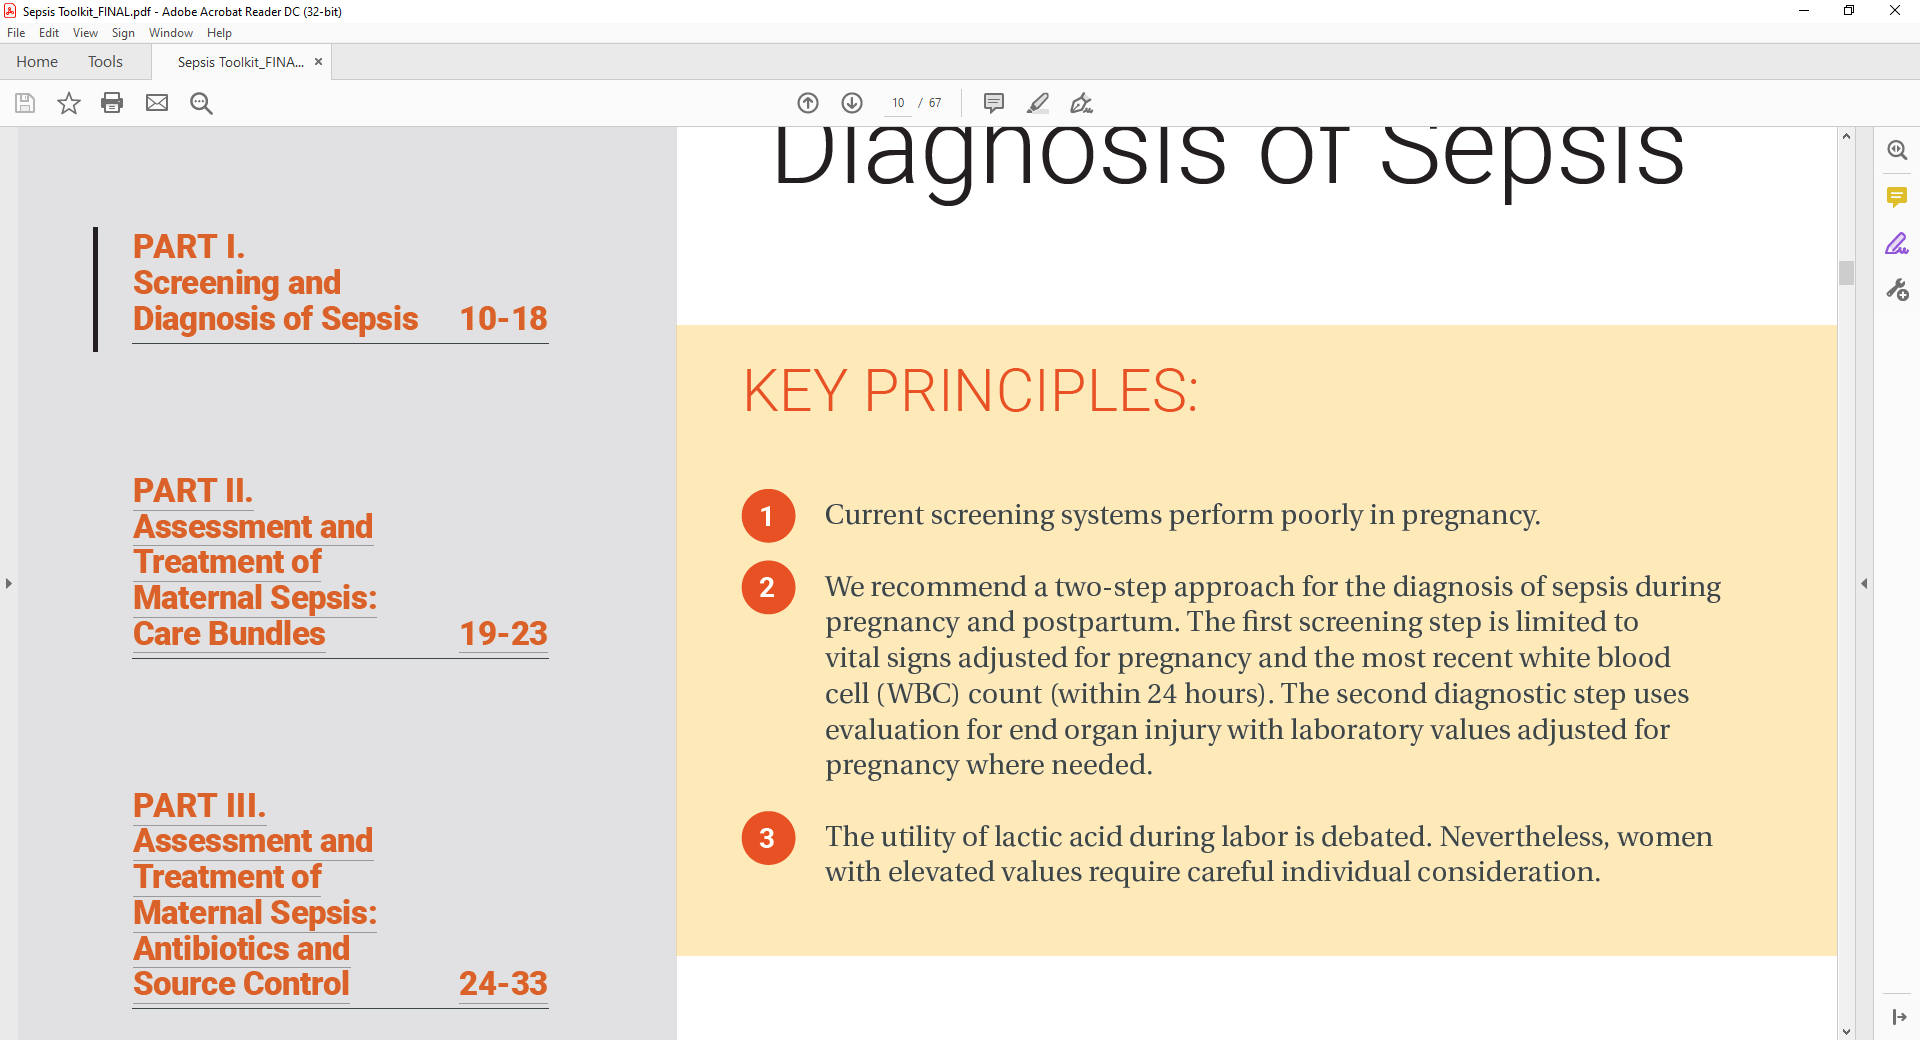 Sepsis Toolkit_FINAL.pdf - Adobe Acrobat Reader DC (32-bit)
File Edit View Sign Window Help
Home Tools Sepsis Toolkit_FINA... ×
10 / 67
Diagnosis of Sepsis
PART I.
Screening and
Diagnosis of Sepsis 10-18
PART II.
Assessment and
Treatment of
Maternal Sepsis:
Care Bundles 19-23
PART III.
Assessment and
Treatment of
Maternal Sepsis:
Antibiotics and
Source Control 24-33
KEY PRINCIPLES:
1 Current screening systems perform poorly in pregnancy.
2 We recommend a two-step approach for the diagnosis of sepsis during
pregnancy and postpartum. The first screening step is limited to
vital signs adjusted for pregnancy and the most recent white blood
cell (WBC) count (within 24 hours). The second diagnostic step uses
evaluation for end organ injury with laboratory values adjusted for
pregnancy where needed.
3 The utility of lactic acid during labor is debated. Nevertheless, women
with elevated values require careful individual consideration.